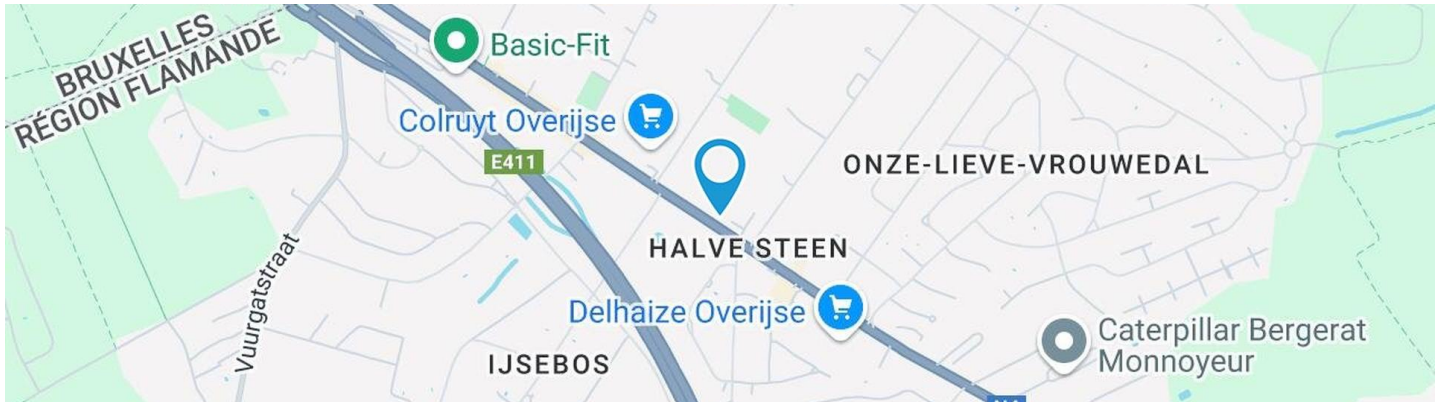 BRUXELLES
RÉGION FLAMANDE
Basic-Fit
Colruyt Overijse
E411
ONZE-LIEVE-VROUWEDAL
HALVE STEEN
Vuurgatstraat
Delhaize Overijse
IJSEBOS
Caterpillar Bergerat
Monnoyeur